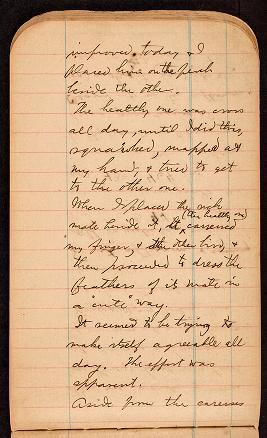 improved today &
placed him on the perch
beside the other.
The healthy one was cross
all day, until I did this,
squawked, snapped at
my hand, & tried to get
to the other one.
When I placed the sick
(the healthy one)
mate beside it, it caressed
my finger, & the other bird, &
then proceeded to dress the
feathers of its mate in
a "cute" way.
It seemed to be trying to
make itself agreeable all
day. The effort was
apparent.
Aside from the caresses